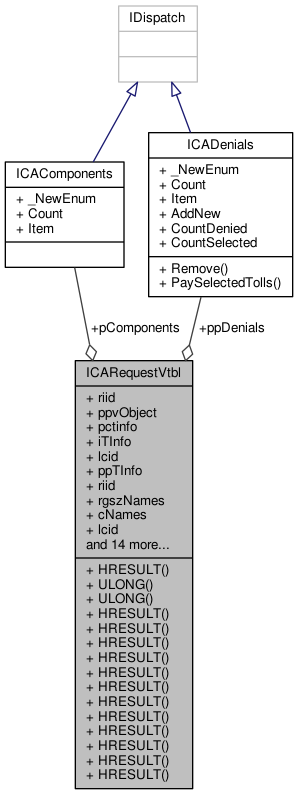 IDispatch
ICAComponents
+ _NewEnum
+ Count
+ Item
ICADenials
+ _NewEnum
+ Count
+ Item
+ AddNew
+ CountDenied
+ CountSelected
+ Remove()
+ PaySelectedTolls()
+pComponents
+ppDenials
ICARequestVtbl
+ riid
+ ppvObject
+ pctinfo
+ iTInfo
+ lcid
+ ppTInfo
+ riid
+ rgszNames
+ cNames
+ lcid
and 14 more...
+ HRESULT()
+ ULONG()
+ ULONG()
+ HRESULT()
+ HRESULT()
+ HRESULT()
+ HRESULT()
+ HRESULT()
+ HRESULT()
+ HRESULT()
+ HRESULT()
+ HRESULT()
+ HRESULT()
+ HRESULT()
+ HRESULT()